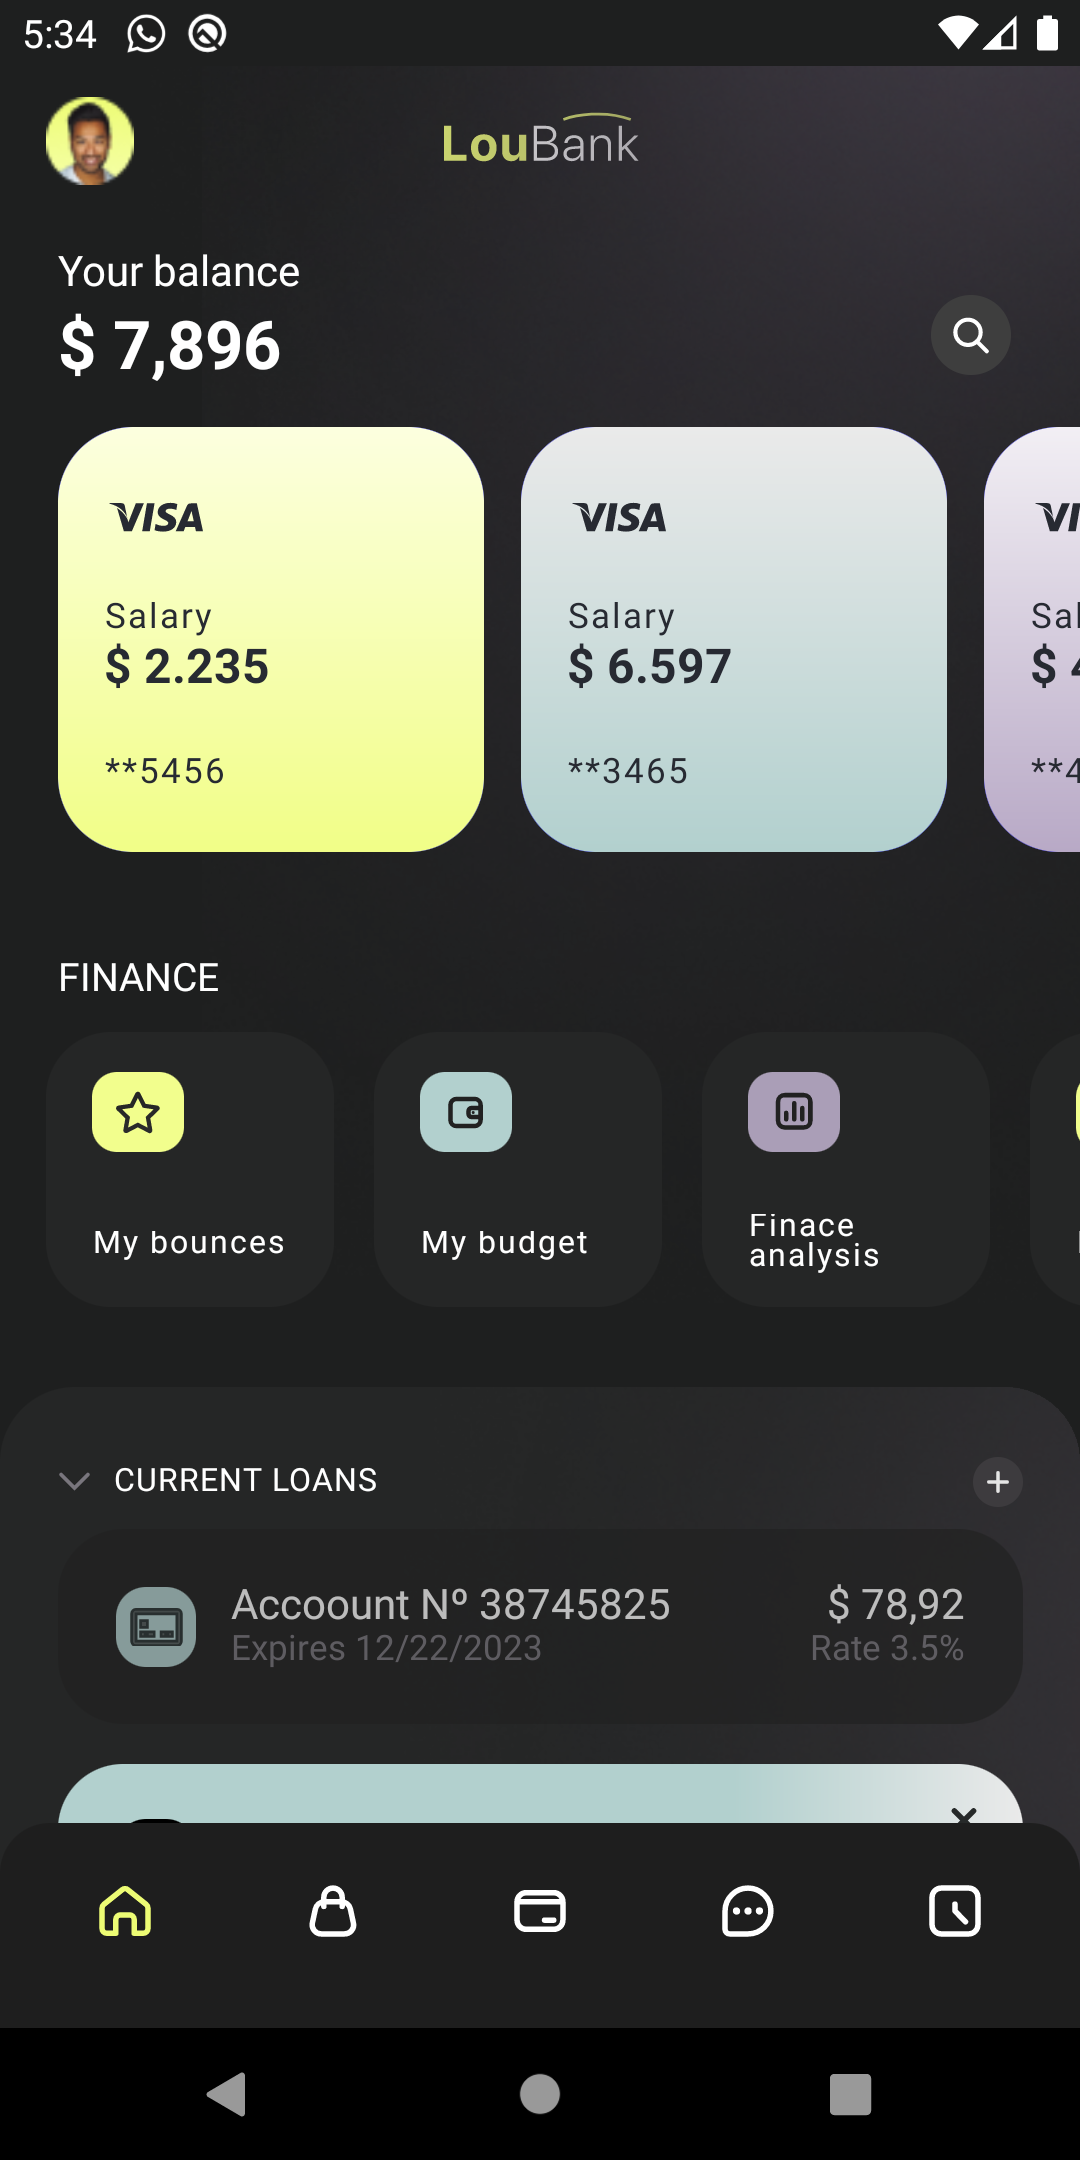 5:34
LouBank
Your balance
$ 7,896
VISA
Salary
$ 2.235
**5456
VISA
Salary
$ 6.597
**3465
VI
Sal
$ 4
**4
FINANCE
My bounces
My budget
Finace
analysis
CURRENT LOANS
Accoount Nº 38745825
$ 78,92
Expires 12/22/2023
Rate 3.5%